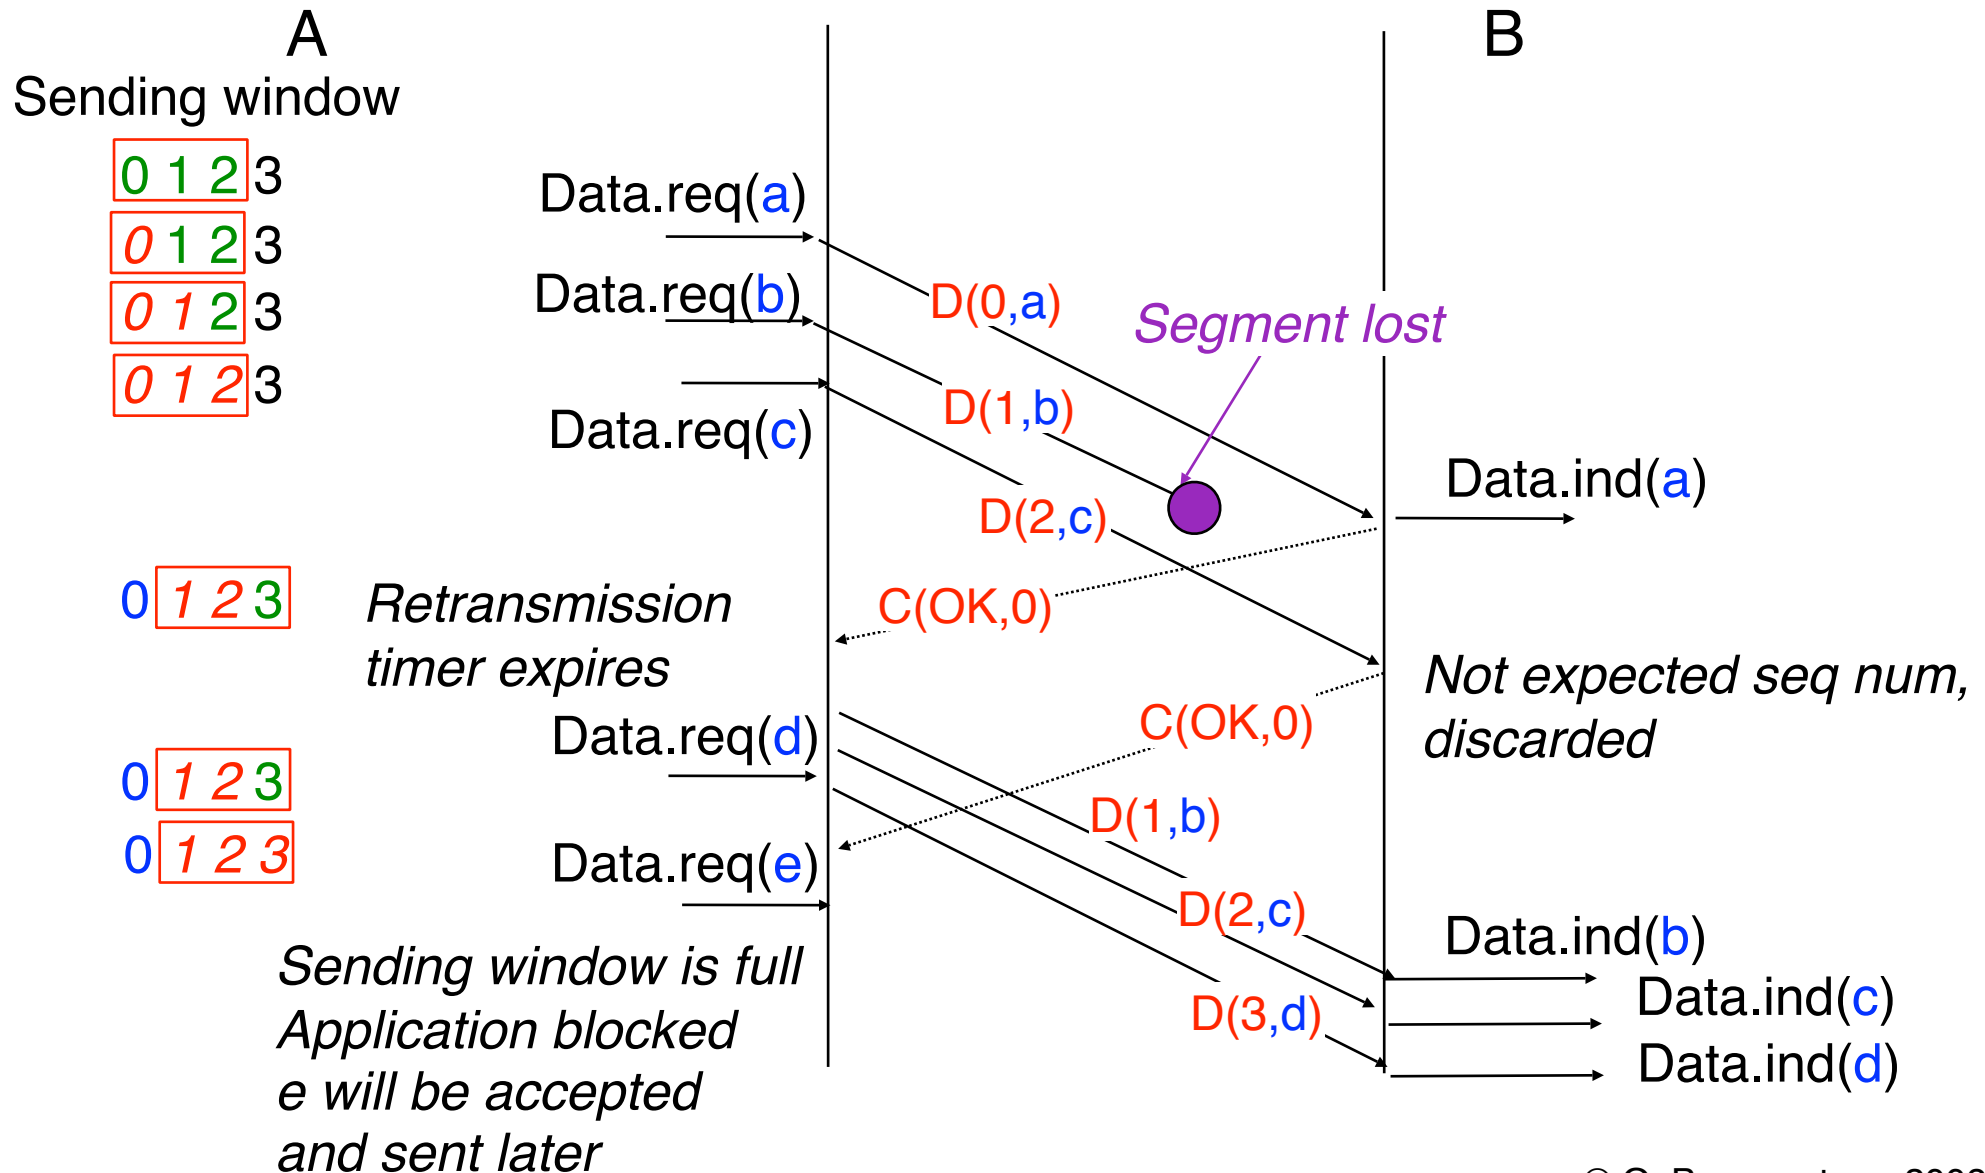 A
B
Sending window
0 1 2 3
Data.req(a)
0 1 2 3
Data.req(b)
D(0,a)
0 1 2 3
Segment lost
0 1 2 3
D(1,b)
Data.req(c)
Data.ind(a)
D(2,c)
0 1 2 3
Retransmission
timer expires
C(OK,0)
Not expected seq num,
discarded
C(OK,0)
Data.req(d)
0 1 2 3
D(1,b)
0 1 2 3
Data.req(e)
D(2,c)
Data.ind(b)
Sending window is full
Application blocked
e will be accepted
and sent later
Data.ind(c)
D(3,d)
Data.ind(d)